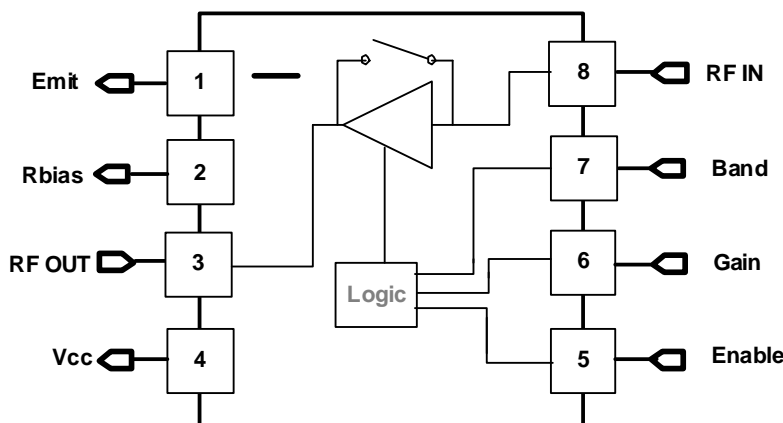 Emit 1 8 RF IN
Rbias 2 7 Band
RF OUT 3 6 Gain
Logic
Vcc 4 5 Enable